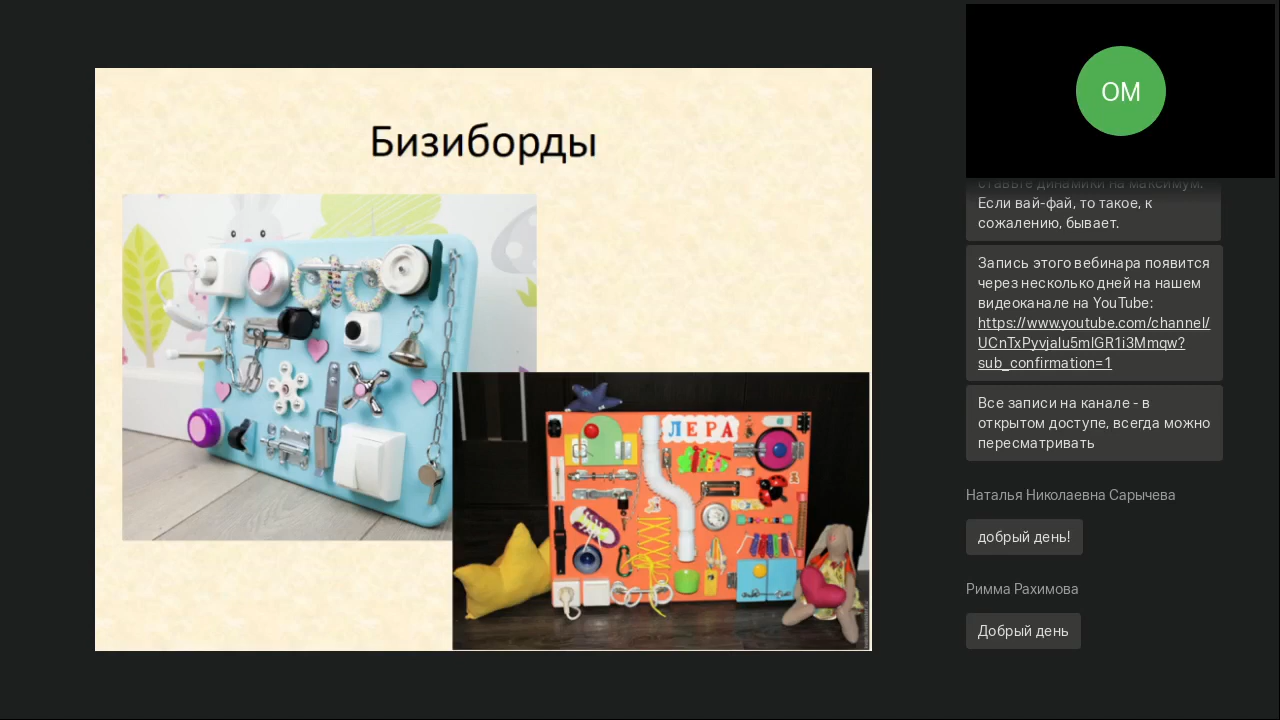 Бизиборды
ЛЕРА
ОМ
ставьте динамики на максимум.
Если вай-фай, то такое, к
сожалению, бывает.
Запись этого вебинара появится
через несколько дней на нашем
видеоканале на YouTube:
https://www.youtube.com/channel/
UCnTxPyvjalu5mlGR1i3Mmqw?
sub_confirmation=1
Все записи на канале - в
открытом доступе, всегда можно
пересматривать
Наталья Николаевна Сарычева
добрый день!
Римма Рахимова
Добрый день